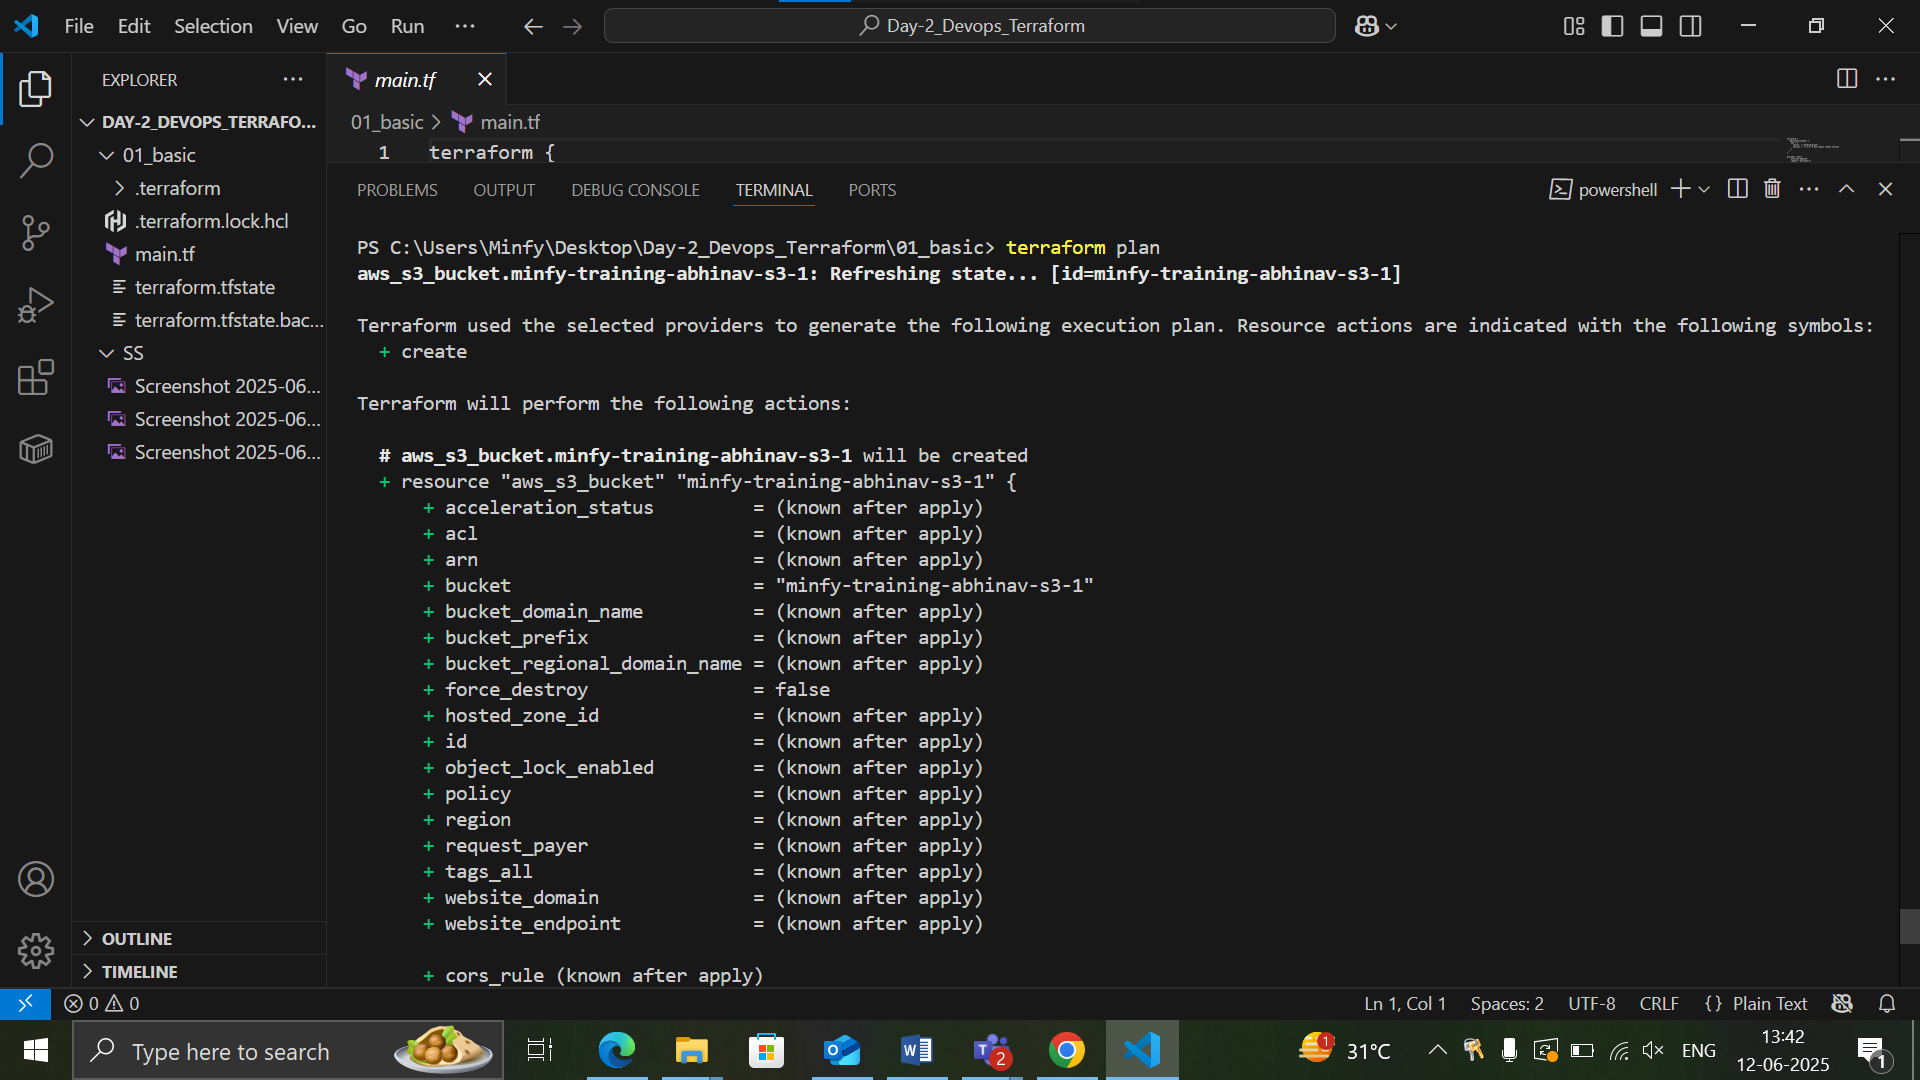 File Edit Selection View Go Run ···
Day-2_Devops_Terraform
EXPLORER ···
DAY-2_DEVOPS_TERRAFO...
01_basic
.terraform
.terraform.lock.hcl
main.tf
terraform.tfstate
terraform.tfstate.bac...
SS
Screenshot 2025-06...
Screenshot 2025-06...
Screenshot 2025-06...
OUTLINE
TIMELINE
main.tf
01_basic > main.tf
1 terraform {
PROBLEMS OUTPUT DEBUG CONSOLE TERMINAL PORTS
powershell
PS C:\Users\Minfy\Desktop\Day-2_Devops_Terraform\01_basic> terraform plan
aws_s3_bucket.minfy-training-abhinav-s3-1: Refreshing state... [id=minfy-training-abhinav-s3-1]
Terraform used the selected providers to generate the following execution plan. Resource actions are indicated with the following symbols:
+ create
Terraform will perform the following actions:
# aws_s3_bucket.minfy-training-abhinav-s3-1 will be created
+ resource "aws_s3_bucket" "minfy-training-abhinav-s3-1" {
+ acceleration_status = (known after apply)
+ acl = (known after apply)
+ arn = (known after apply)
+ bucket = "minfy-training-abhinav-s3-1"
+ bucket_domain_name = (known after apply)
+ bucket_prefix = (known after apply)
+ bucket_regional_domain_name = (known after apply)
+ force_destroy = false
+ hosted_zone_id = (known after apply)
+ id = (known after apply)
+ object_lock_enabled = (known after apply)
+ policy = (known after apply)
+ region = (known after apply)
+ request_payer = (known after apply)
+ tags_all = (known after apply)
+ website_domain = (known after apply)
+ website_endpoint = (known after apply)
+ cors_rule (known after apply)
0 0
Ln 1, Col 1 Spaces: 2 UTF-8 CRLF {} Plain Text
Type here to search
2
1
31°C
ENG
13:42
12-06-2025
1